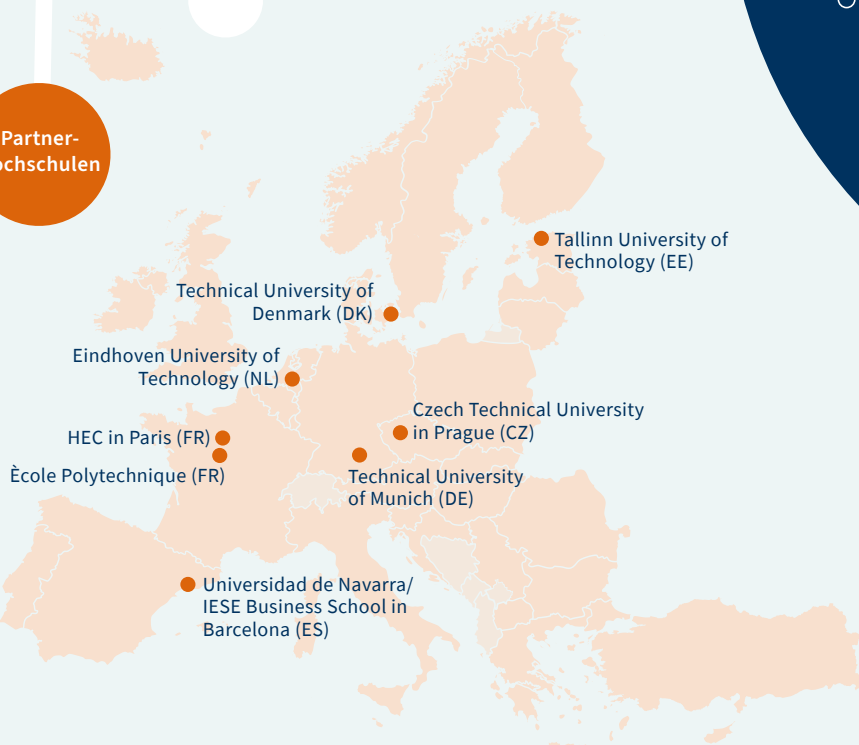 Partner-
ochschulen
Tallinn University of
Technology (EE)
Technical University of
Denmark (DK)
Eindhoven University of
Technology (NL)
Czech Technical University
in Prague (CZ)
HEC in Paris (FR)
Ècole Polytechnique (FR)
Technical University
of Munich (DE)
Universidad de Navarra/
IESE Business School in
Barcelona (ES)